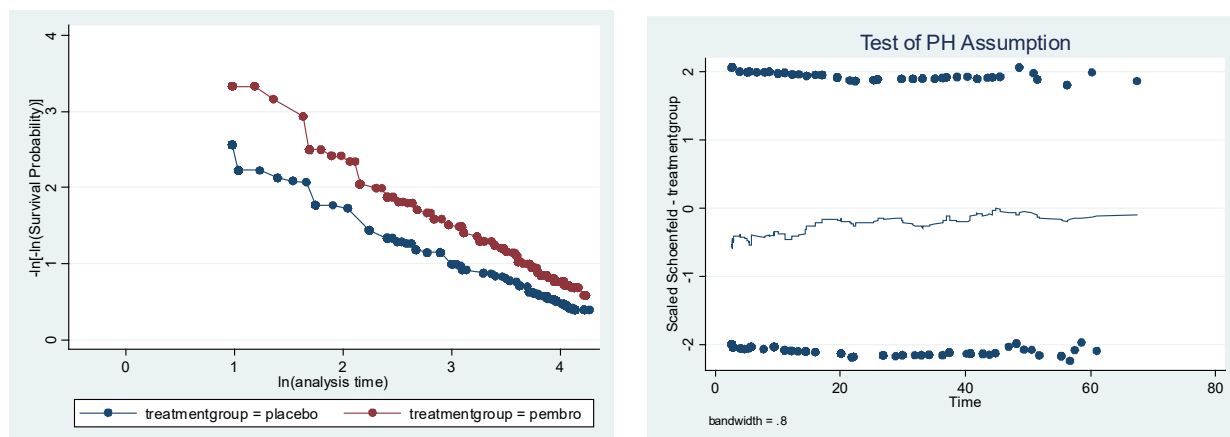 -ln[-ln(Survival Probability)]
4
3
2
1
0
0 1 2 3 4
ln(analysis time)
treatmentgroup = placebo treatmentgroup = pembro
Test of PH Assumption
Scaled Schoenfeld - treatmentgroup
2
1
0
-1
-2
0 20 40 60 80
Time
bandwidth = .8